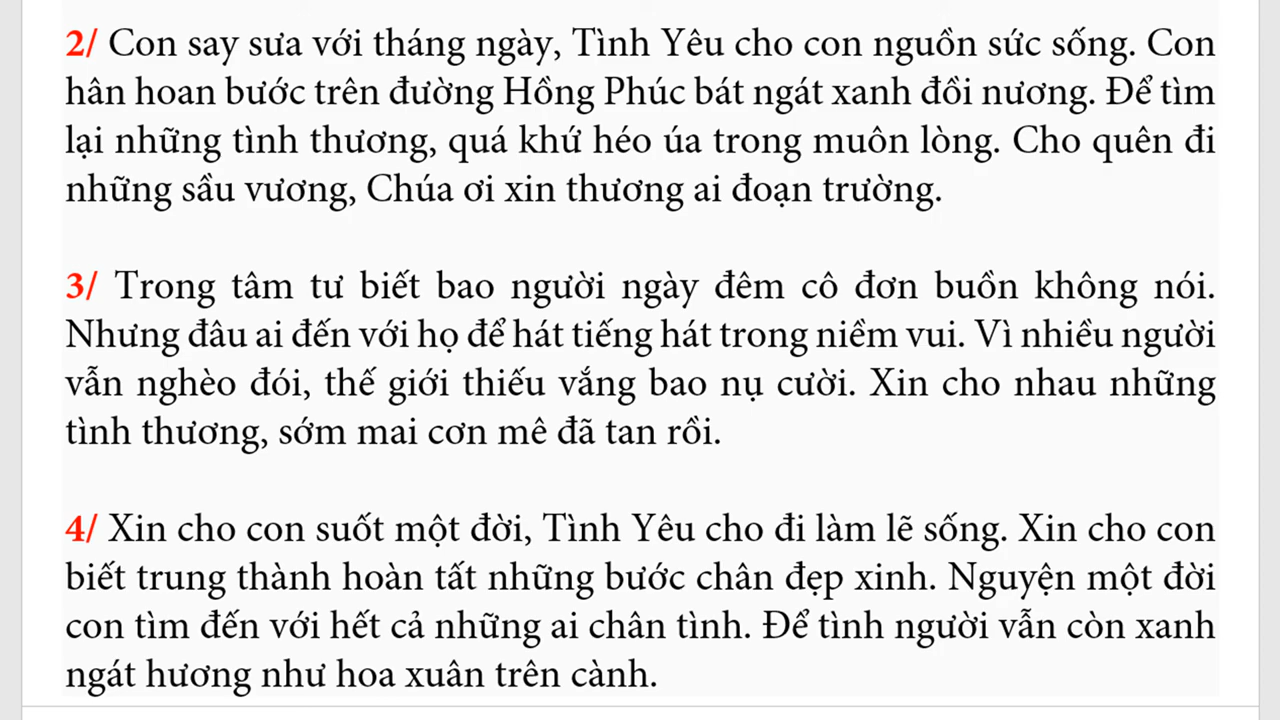 2/ Con say sưa với tháng ngày, Tình Yêu cho con nguồn sức sống. Con
hân hoan bước trên đường Hồng Phúc bát ngát xanh đồi nương. Để tìm
lại những tình thương, quá khứ héo úa trong muôn lòng. Cho quên đi
những sầu vương, Chúa ơi xin thương ai đoạn trường.
3/ Trong tâm tư biết bao người ngày đêm cô đơn buồn không nói.
Nhưng đâu ai đến với họ để hát tiếng hát trong niềm vui. Vì nhiều người
vẫn nghèo đói, thế giới thiếu vắng bao nụ cười. Xin cho nhau những
tình thương, sớm mai cơn mê đã tan rồi.
4/ Xin cho con suốt một đời, Tình Yêu cho đi làm lẽ sống. Xin cho con
biết trung thành hoàn tất những bước chân đẹp xinh. Nguyện một đời
con tìm đến với hết cả những ai chân tình. Để tình người vẫn còn xanh
ngát hương như hoa xuân trên cành.